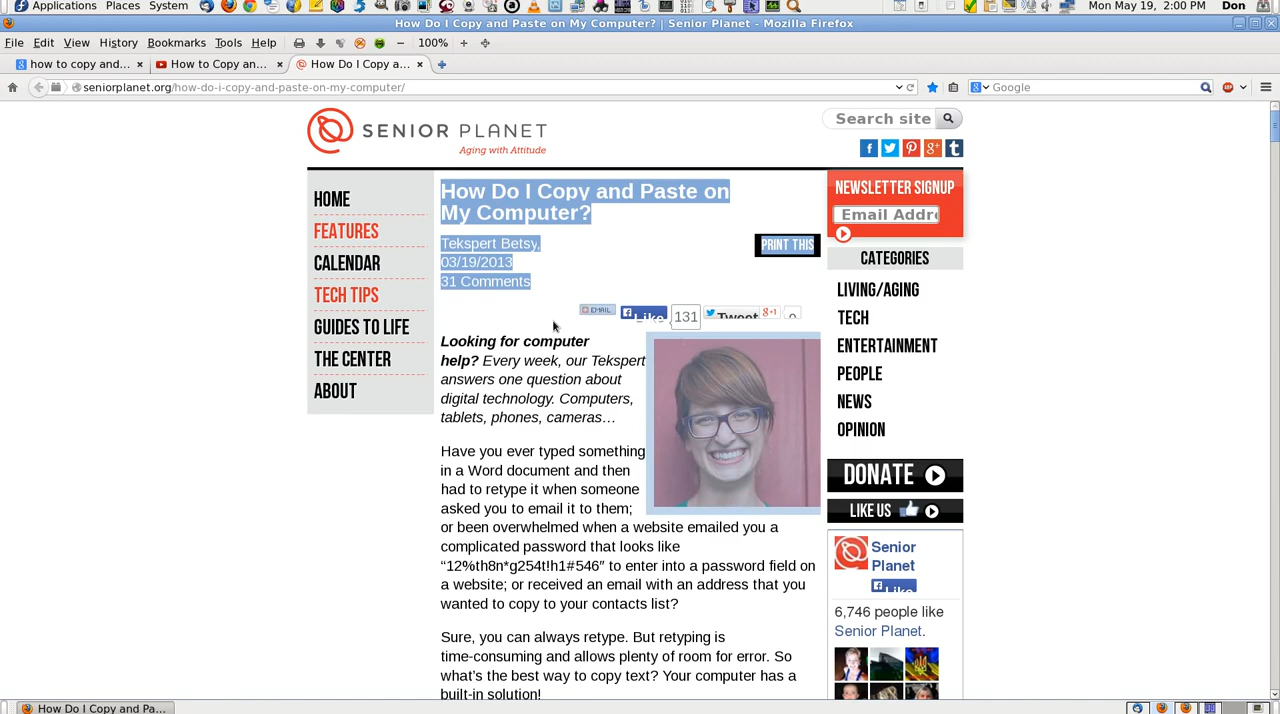 Applications Places System
Mon May 19, 2:00 PM Don
How Do I Copy and Paste on My Computer? | Senior Planet - Mozilla Firefox
File Edit View History Bookmarks Tools Help 100%
how to copy and... How to Copy an... How Do I Copy a...
seniorplanet.org/how-do-i-copy-and-paste-on-my-computer/
Google
SENIOR PLANET
Aging with Attitude
Search site
HOME
FEATURES
CALENDAR
TECH TIPS
GUIDES TO LIFE
THE CENTER
ABOUT
How Do I Copy and Paste on
My Computer?
Tekspert Betsy,
03/19/2013
31 Comments
PRINT THIS
EMAIL Like 131 Tweet +1 0
Looking for computer
help? Every week, our Tekspert
answers one question about
digital technology. Computers,
tablets, phones, cameras…
Have you ever typed something
in a Word document and then
had to retype it when someone
asked you to email it to them;
or been overwhelmed when a website emailed you a
complicated password that looks like
“12%th8n*g254t!h1#546″ to enter into a password field on
a website; or received an email with an address that you
wanted to copy to your contacts list?
Sure, you can always retype. But retyping is
time-consuming and allows plenty of room for error. So
what’s the best way to copy text? Your computer has a
built-in solution!
NEWSLETTER SIGNUP
Email Addr
CATEGORIES
LIVING/AGING
TECH
ENTERTAINMENT
PEOPLE
NEWS
OPINION
DONATE
LIKE US
Senior
Planet
Like
6,746 people like
Senior Planet.
How Do I Copy and Pa...